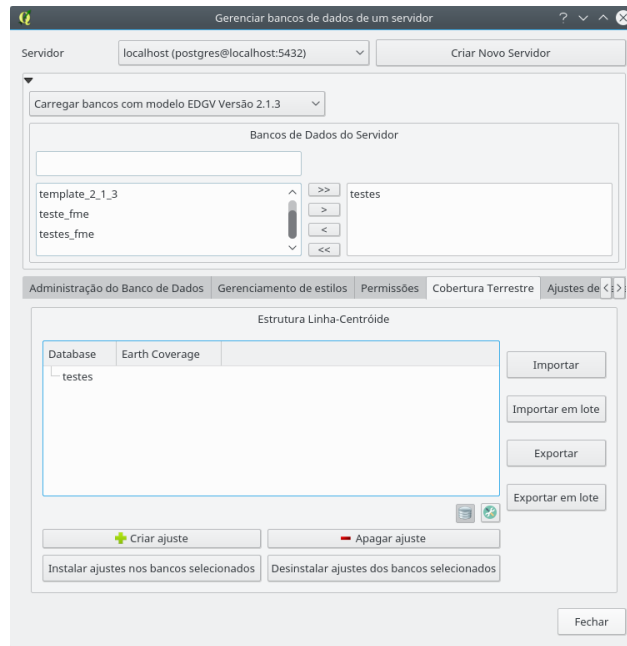 Gerenciar bancos de dados de um servidor
Servidor
localhost (postgres@localhost:5432)
Criar Novo Servidor
Carregar bancos com modelo EDGV Versão 2.1.3
Bancos de Dados do Servidor
template_2_1_3
teste_fme
testes_fme
>>
>
<
<<
testes
Administração do Banco de Dados
Gerenciamento de estilos
Permissões
Cobertura Terrestre
Ajustes de
Estrutura Linha-Centróide
Database
Earth Coverage
testes
Importar
Importar em lote
Exportar
Exportar em lote
Criar ajuste
Apagar ajuste
Instalar ajustes nos bancos selecionados
Desinstalar ajustes dos bancos selecionados
Fechar